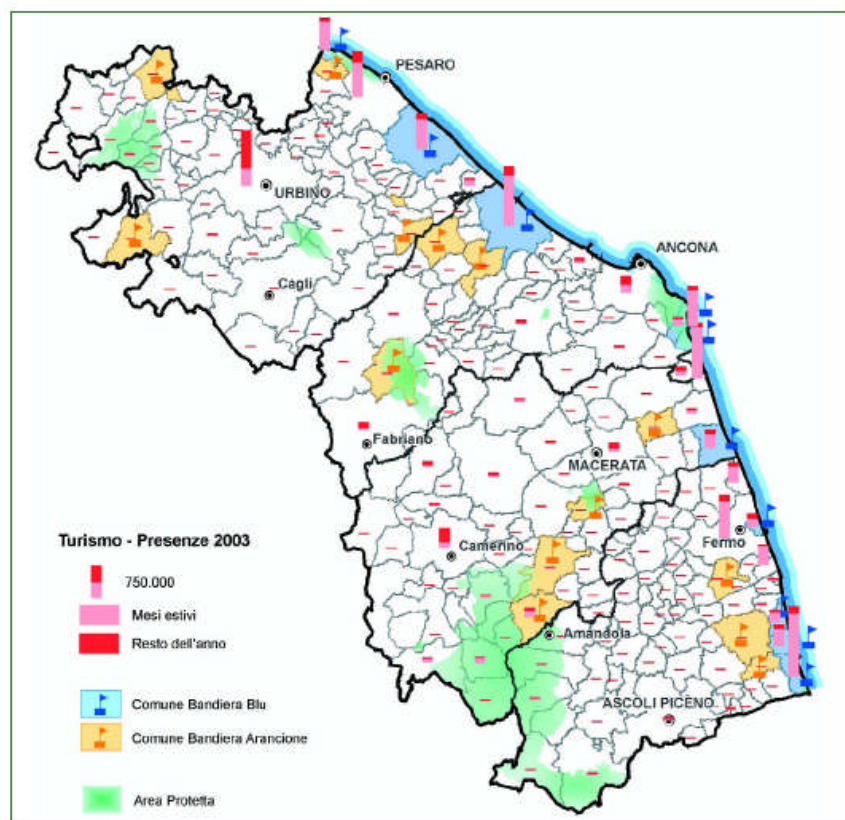 PESARO
URBINO
ANCONA
Cagli
Fabriano
MACERATA
Fermo
Camerino
Amandola
ASCOLI PICENO
Turismo - Presenze 2003
750.000
Mesi estivi
Resto dell'anno
Comune Bandiera Blu
Comune Bandiera Arancione
Area Protetta